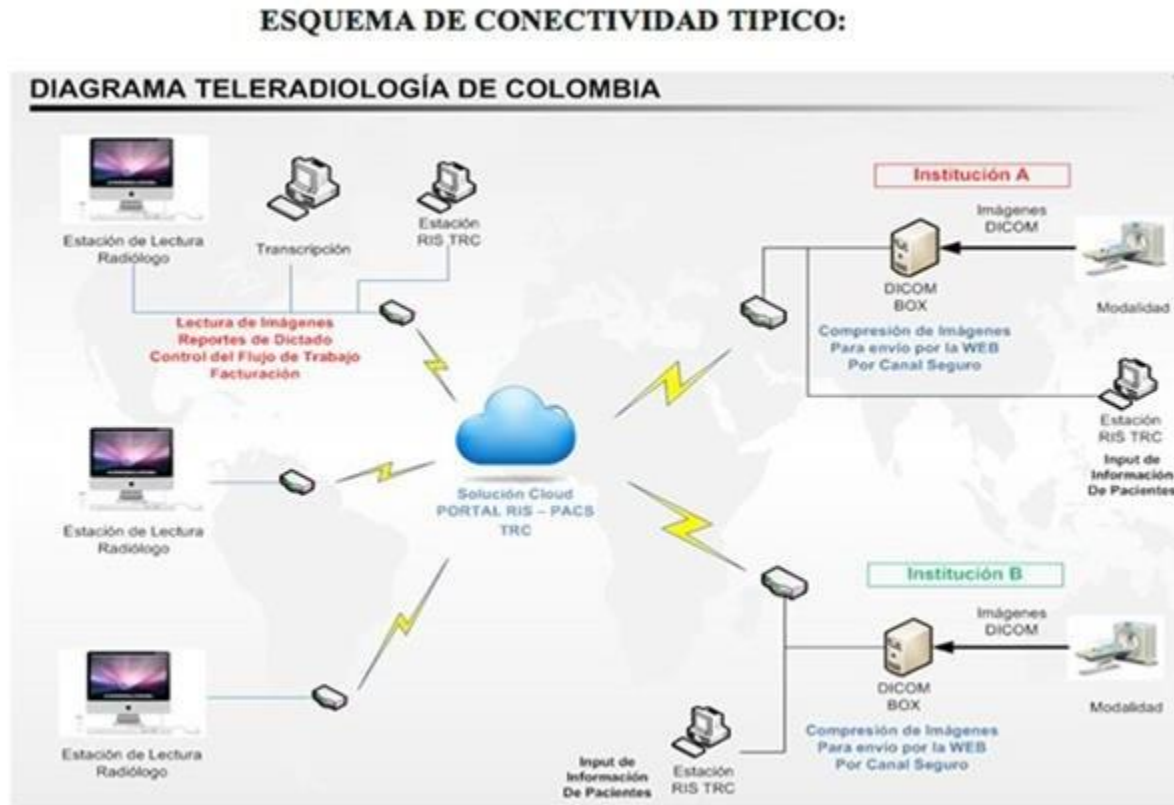 ESQUEMA DE CONECTIVIDAD TIPICO:
DIAGRAMA TELERADIOLOGÍA DE COLOMBIA
Estación de Lectura
Radiólogo
Transcripción
Estación
RIS TRC
Lectura de Imágenes
Reportes de Dictado
Control del Flujo de Trabajo
Facturación
Estación de Lectura
Radiólogo
Estación de Lectura
Radiólogo
Solución Cloud
PORTAL RIS – PACS
TRC
Institución A
Imágenes
DICOM
DICOM
BOX
Modalidad
Compresión de Imágenes
Para envio por la WEB
Por Canal Seguro
Estación
RIS TRC
Input de
Información
De Pacientes
Institución B
Imágenes
DICOM
DICOM
BOX
Modalidad
Compresión de Imágenes
Para envio por la WEB
Por Canal Seguro
Input de
Información
De Pacientes
Estación
RIS TRC